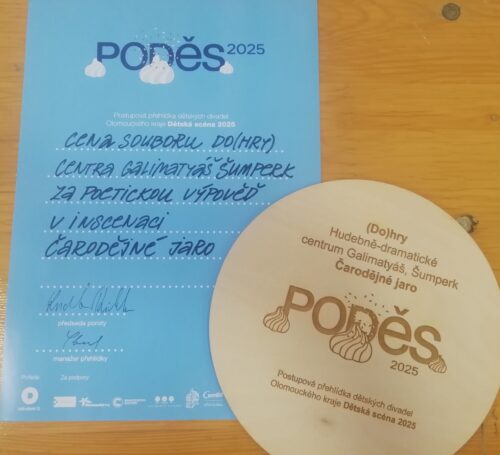 PODĚS 2025
Postupová přehlídka dětských divadel
Olomouckého kraje Dětská scéna 2025
CENA SOUBORU DO(HRY)
CENTRA GALIMATYÁŠ ŠUMPERK
ZA POETICKOU VÝPOVĚĎ
V INSCENACI
ČARODĚJNÉ JARO
předseda poroty
manažer přehlídky
Pořádá
Za podpory
(Do)hry
Hudebně-dramatické
centrum Galimatyáš, Šumperk
Čarodějné jaro
PODĚS
2025
Postupová přehlídka dětských divadel
Olomouckého kraje Dětská scéna 2025